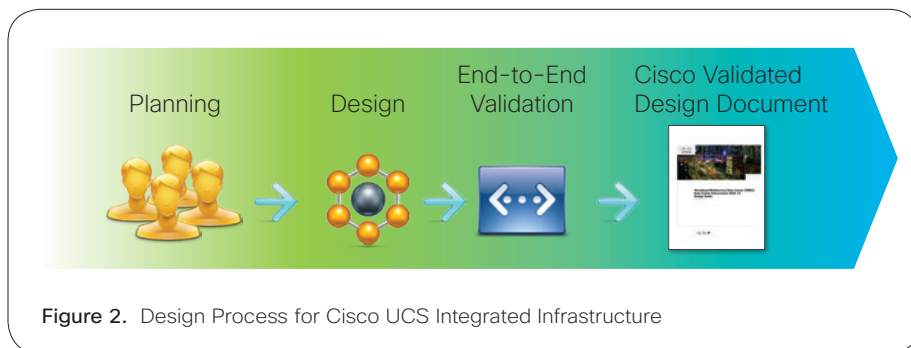 Planning
Design
End-to-End
Validation
Cisco Validated
Design Document
Figure 2. Design Process for Cisco UCS Integrated Infrastructure